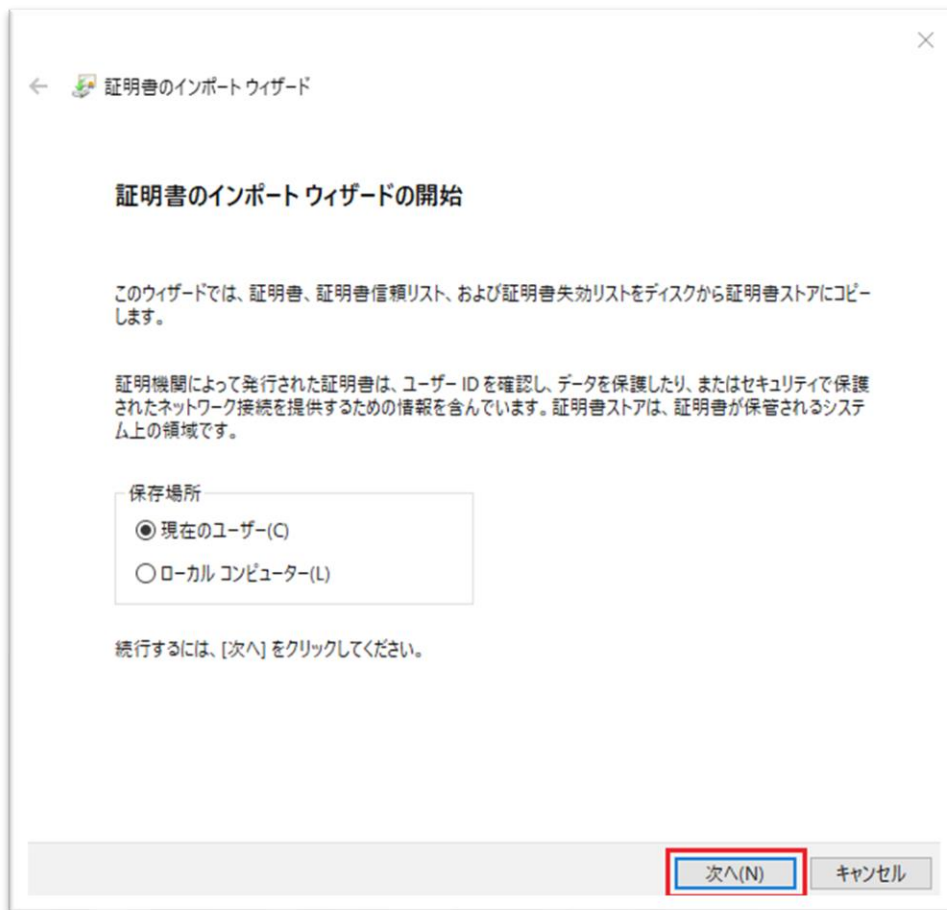 証明書のインポート ウィザード
証明書のインポート ウィザードの開始
このウィザードでは、証明書、証明書信頼リスト、および証明書失効リストをディスクから証明書ストアにコピー
します。
証明機関によって発行された証明書は、ユーザー ID を確認し、データを保護したり、またはセキュリティで保護
されたネットワーク接続を提供するための情報を含んでいます。証明書ストアは、証明書が保管されるシステ
ム上の領域です。
保存場所
現在のユーザー(C)
ローカル コンピューター(L)
続行するには、[次へ] をクリックしてください。
次へ(N)
キャンセル